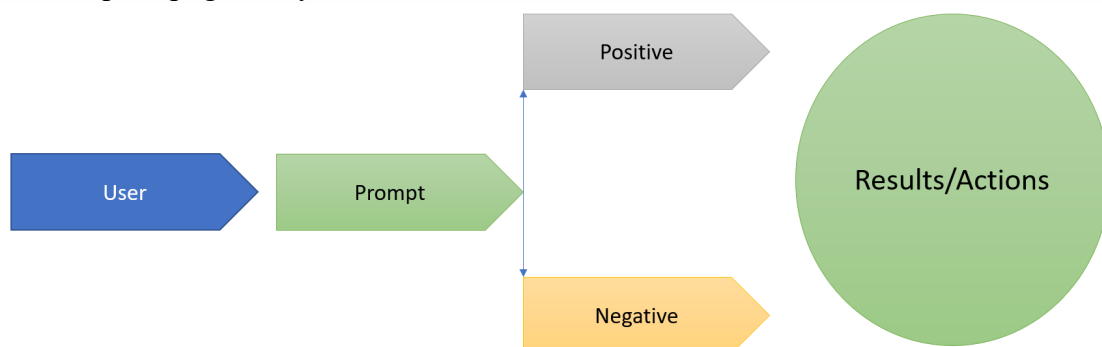 Positive
User
Prompt
Results/Actions
Negative